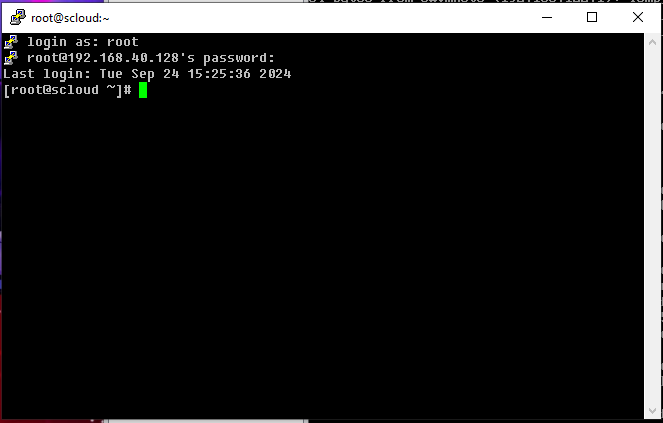 root@scloud:~
login as: root
root@192.168.40.128's password:
Last login: Tue Sep 24 15:25:36 2024
[root@scloud ~]#